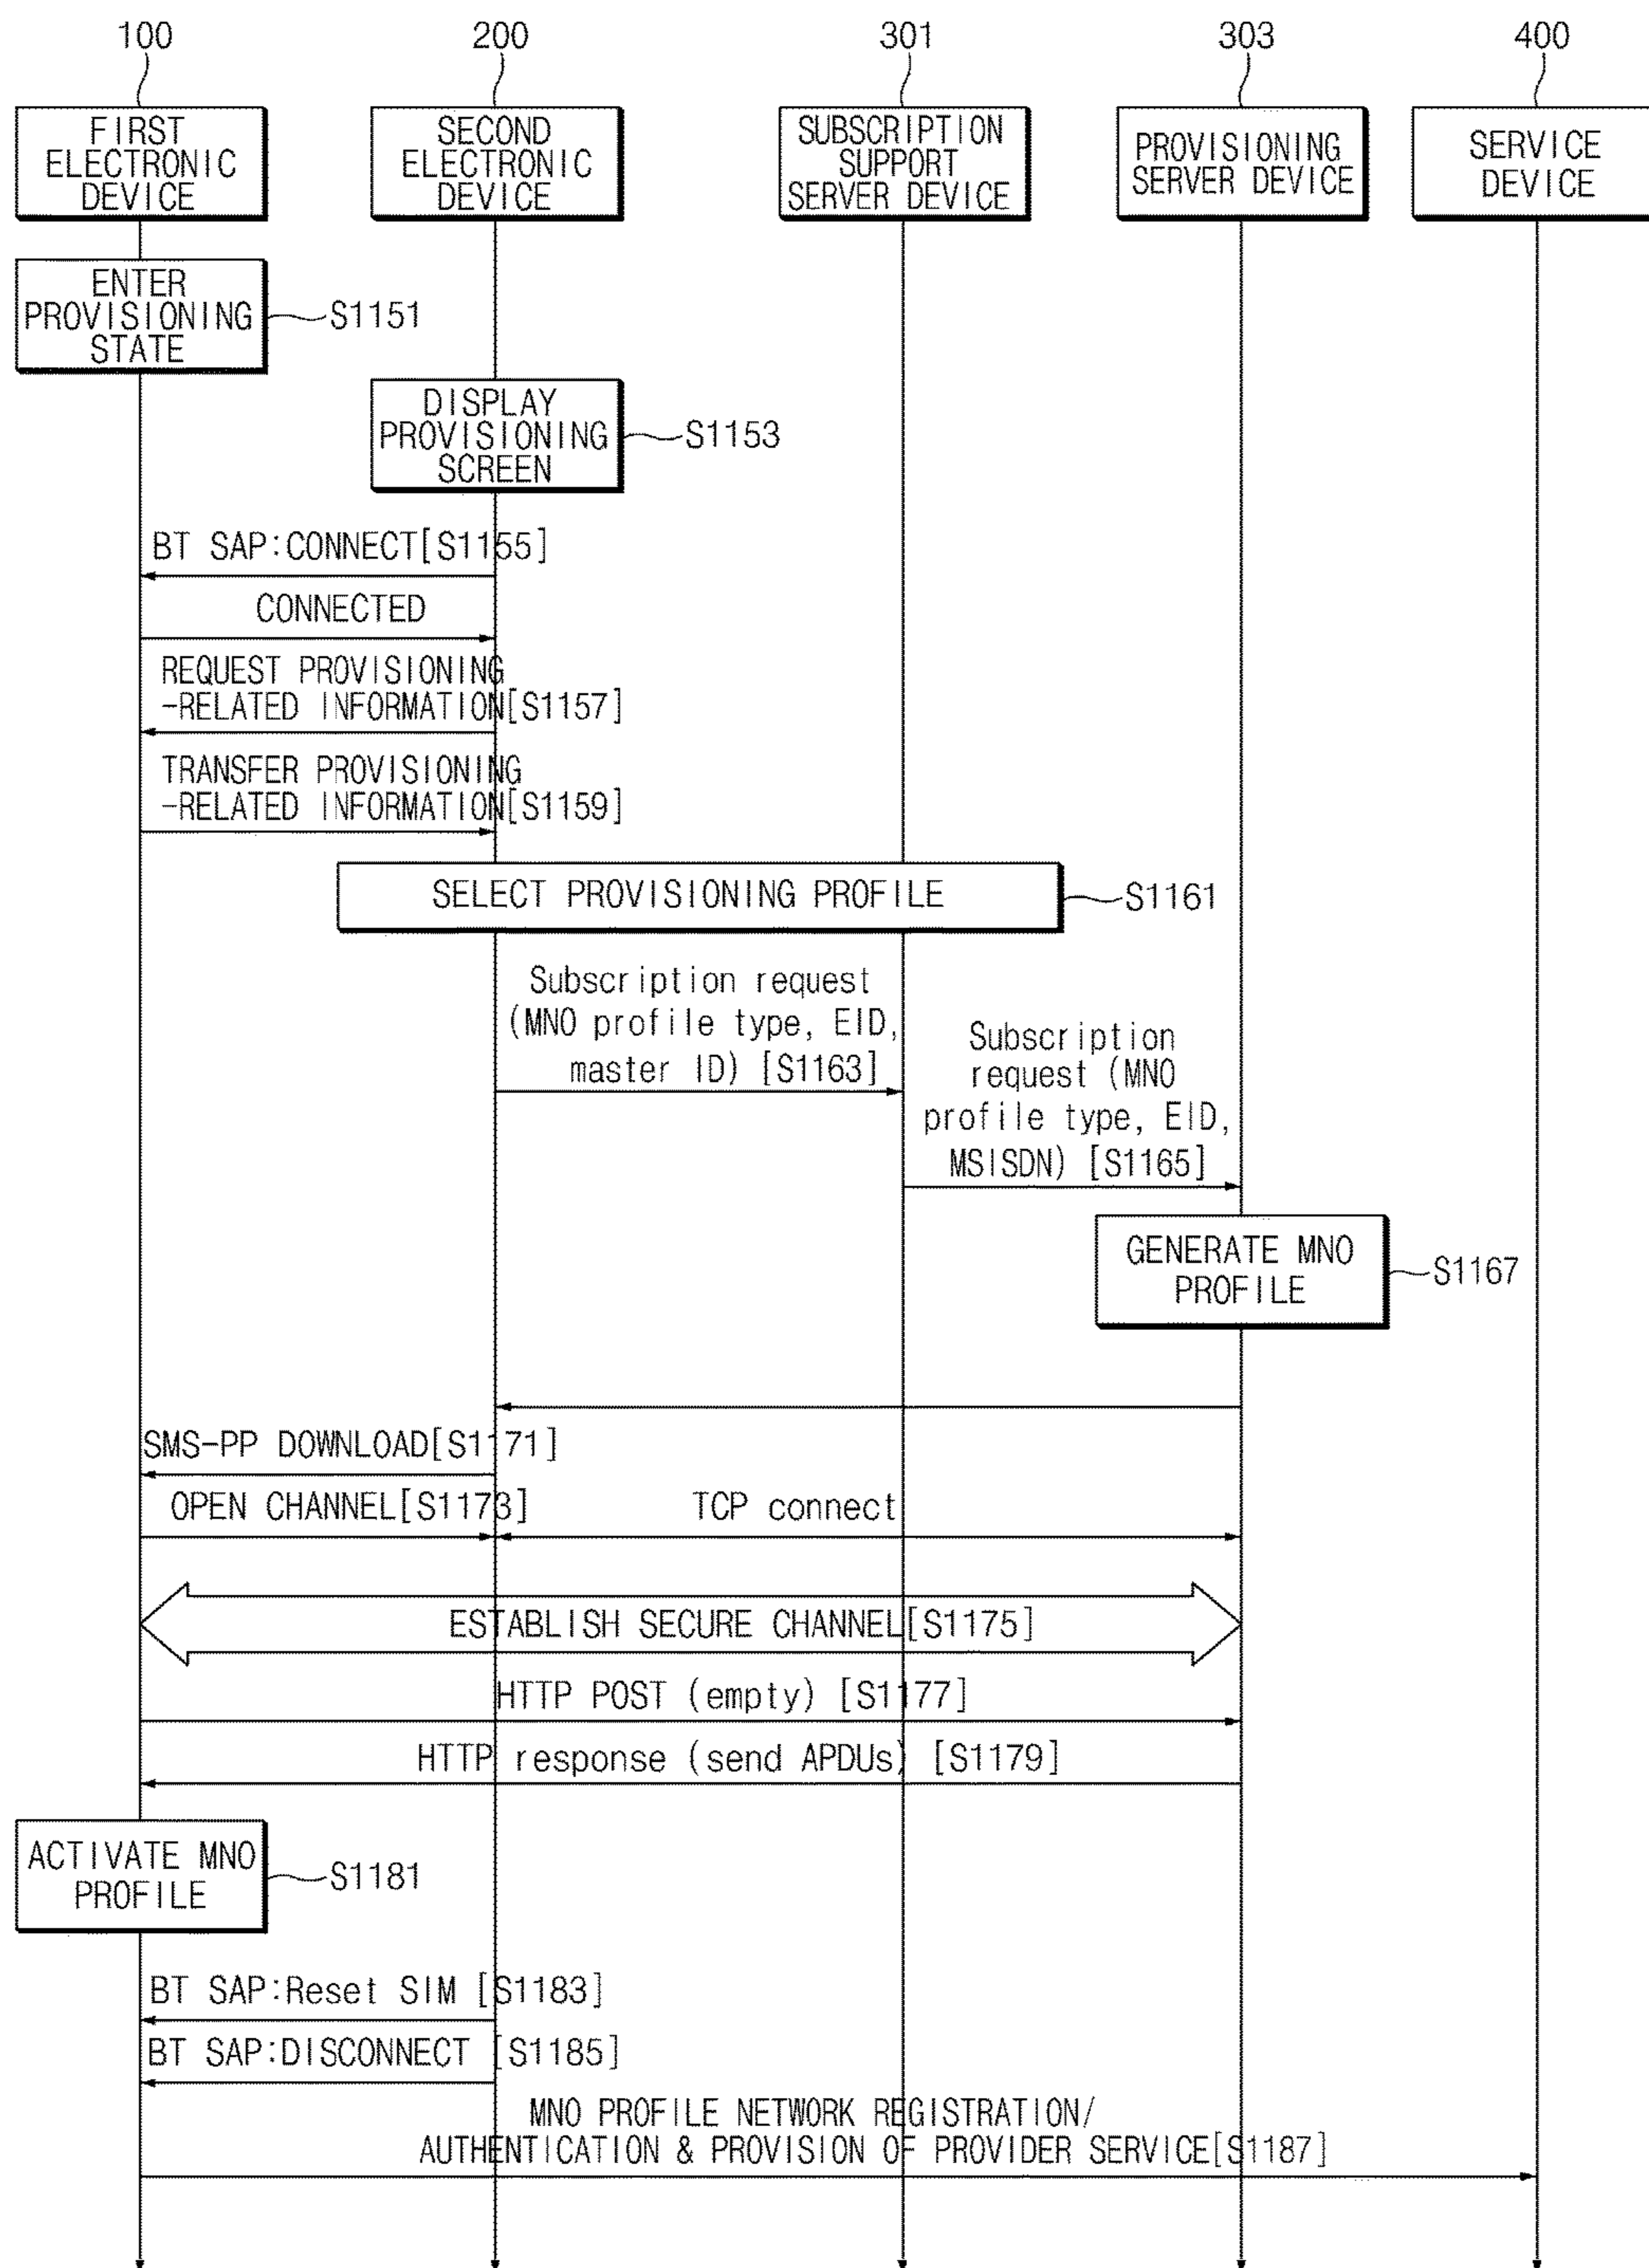 100
200
301
303
400
FIRST
ELECTRONIC
DEVICE
SECOND
ELECTRONIC
DEVICE
SUBSCRIPTION
SUPPORT
SERVER DEVICE
PROVISIONING
SERVER DEVICE
SERVICE
DEVICE
ENTER
PROVISIONING
STATE
S1151
DISPLAY
PROVISIONING
SCREEN
S1153
BT SAP:CONNECT[S1155]
CONNECTED
REQUEST PROVISIONING
-RELATED INFORMATION[S1157]
TRANSFER PROVISIONING
-RELATED INFORMATION[S1159]
SELECT PROVISIONING PROFILE
S1161
Subscription request
(MNO profile type, EID,
master ID) [S1163]
Subscription
request (MNO
profile type, EID,
MSISDN) [S1165]
GENERATE MNO
PROFILE
S1167
SMS-PP DOWNLOAD[S1171]
OPEN CHANNEL[S1173]
TCP connect
ESTABLISH SECURE CHANNEL[S1175]
HTTP POST (empty) [S1177]
HTTP response (send APDUs) [S1179]
ACTIVATE MNO
PROFILE
S1181
BT SAP:Reset SIM [S1183]
BT SAP:DISCONNECT [S1185]
MNO PROFILE NETWORK REGISTRATION/
AUTHENTICATION & PROVISION OF PROVIDER SERVICE[S1187]